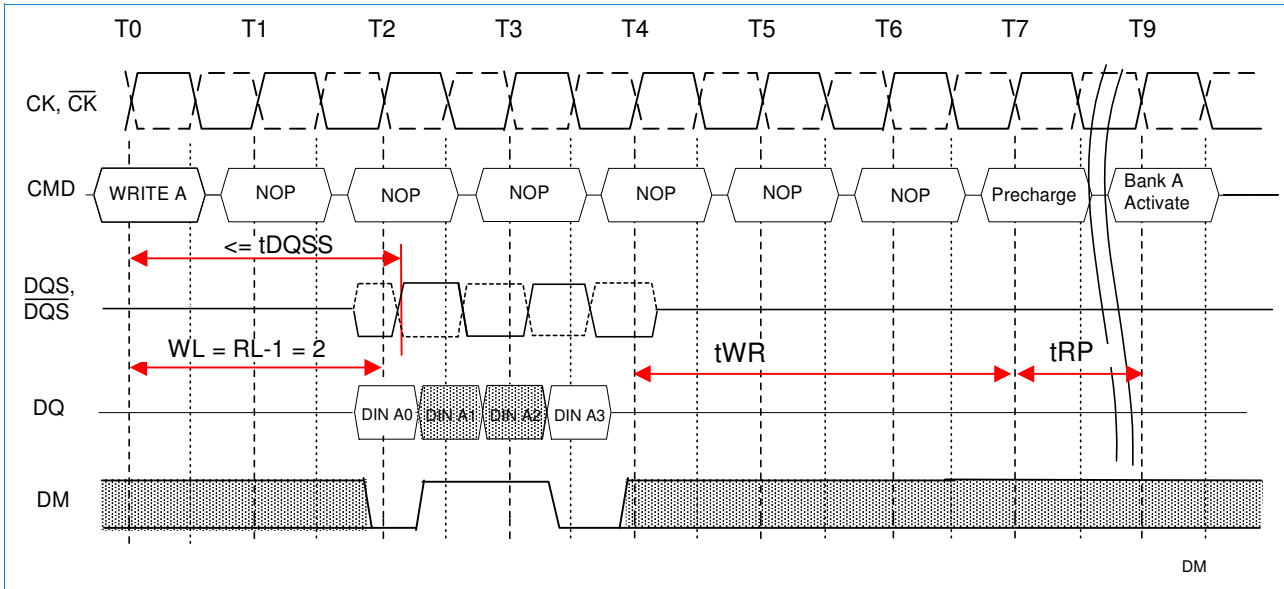 T0 T1 T2 T3 T4 T5 T6 T7 T9
CK, C̅K̅
CMD WRITE A NOP NOP NOP NOP NOP NOP Precharge Bank A
Activate
<= tDQSS
DQS,
D̅Q̅S̅
WL = RL-1 = 2 tWR tRP
DQ DIN A0 DIN A1 DIN A2 DIN A3
DM
DM